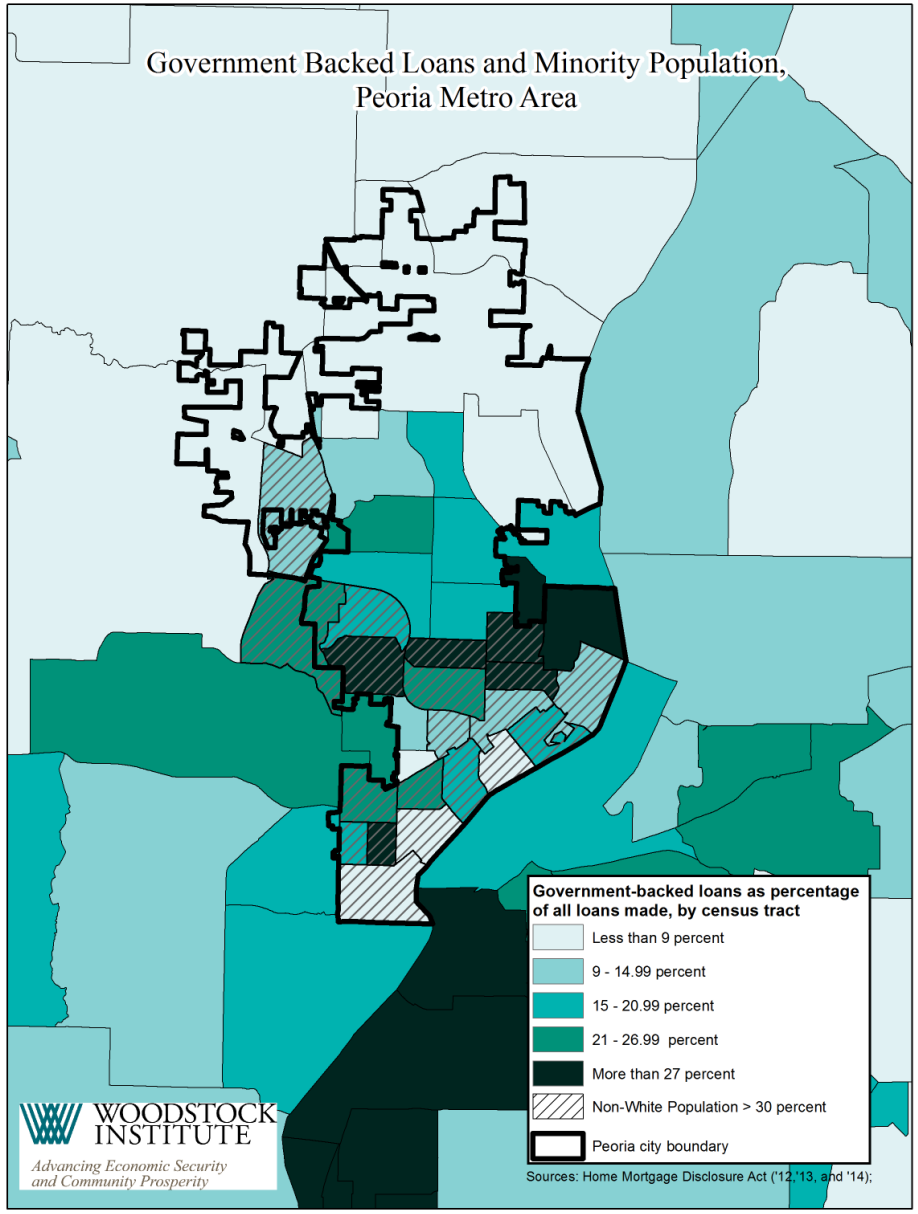 Government Backed Loans and Minority Population,
Peoria Metro Area
Government-backed loans as percentage
of all loans made, by census tract
Less than 9 percent
9 - 14.99 percent
15 - 20.99 percent
21 - 26.99 percent
More than 27 percent
Non-White Population > 30 percent
Peoria city boundary
Sources: Home Mortgage Disclosure Act ('12,'13, and '14);
WOODSTOCK
INSTITUTE
Advancing Economic Security
and Community Prosperity